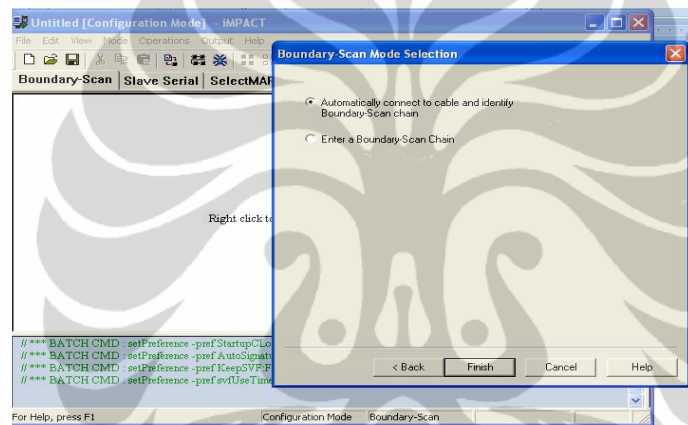 Untitled [Configuration Mode] - iMPACT
File Edit View Mode Operations Output Help
Boundary-Scan Slave Serial SelectMAP
Right click to
// *** BATCH CMD : setPreference -pref StartupCLo
// *** BATCH CMD : setPreference -pref AutoSignatu
// *** BATCH CMD : setPreference -pref KeepSVF:F
// *** BATCH CMD : setPreference -pref svfUseTime
For Help, press F1 Configuration Mode Boundary-Scan
Boundary-Scan Mode Selection
Automatically connect to cable and identify
Boundary-Scan chain
Enter a Boundary-Scan Chain
< Back Finish Cancel Help